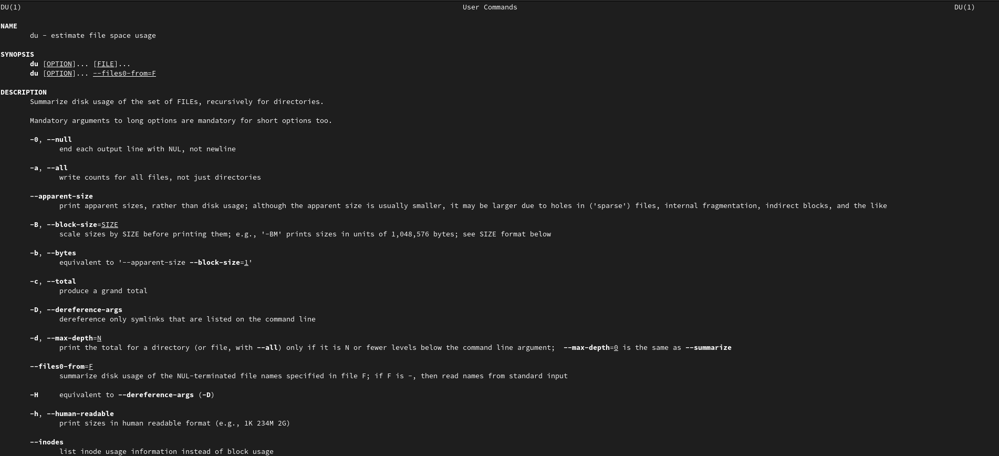 DU(1) User Commands DU(1)
NAME
du - estimate file space usage
SYNOPSIS
du [OPTION]... [FILE]...
du [OPTION]... --files0-from=F
DESCRIPTION
Summarize disk usage of the set of FILEs, recursively for directories.
Mandatory arguments to long options are mandatory for short options too.
-0, --null
end each output line with NUL, not newline
-a, --all
write counts for all files, not just directories
--apparent-size
print apparent sizes, rather than disk usage; although the apparent size is usually smaller, it may be larger due to holes in ('sparse') files, internal fragmentation, indirect blocks, and the like
-B, --block-size=SIZE
scale sizes by SIZE before printing them; e.g., '-BM' prints sizes in units of 1,048,576 bytes; see SIZE format below
-b, --bytes
equivalent to '--apparent-size --block-size=1'
-c, --total
produce a grand total
-D, --dereference-args
dereference only symlinks that are listed on the command line
-d, --max-depth=N
print the total for a directory (or file, with --all) only if it is N or fewer levels below the command line argument;  --max-depth=0 is the same as --summarize
--files0-from=F
summarize disk usage of the NUL-terminated file names specified in file F; if F is -, then read names from standard input
-H equivalent to --dereference-args (-D)
-h, --human-readable
print sizes in human readable format (e.g., 1K 234M 2G)
--inodes
list inode usage information instead of block usage